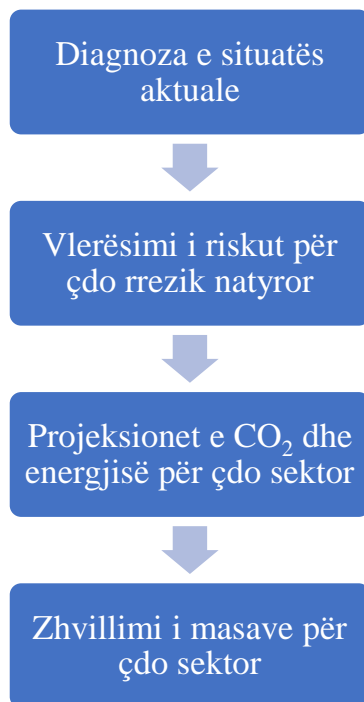 Diagnoza e situatës
aktuale
Vlerësimi i riskut për
çdo rrezik natyror
Projeksionet e CO₂ dhe
energjisë për çdo sektor
Zhvillimi i masave për
çdo sektor